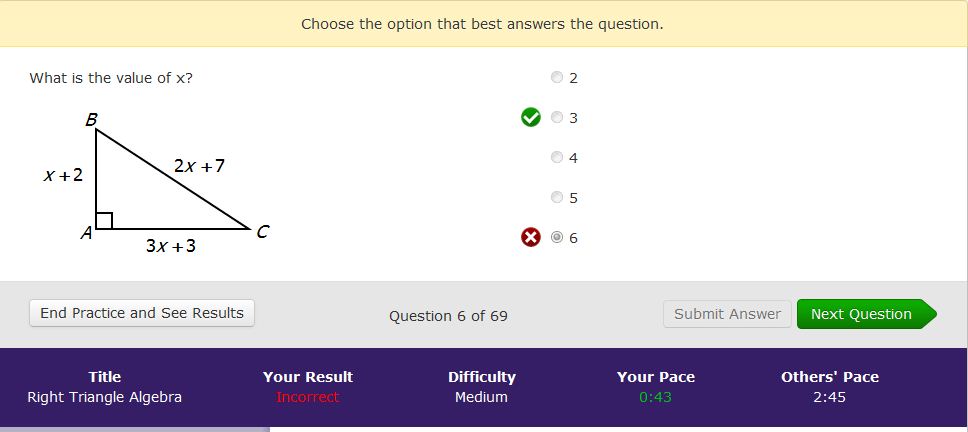 Choose the option that best answers the question.
What is the value of x?
2
3
4
5
6
B
x + 2
2x + 7
A
C
3x + 3
End Practice and See Results
Question 6 of 69
Submit Answer
Next Question
Title
Your Result
Difficulty
Your Pace
Others' Pace
Right Triangle Algebra
Incorrect
Medium
0:43
2:45